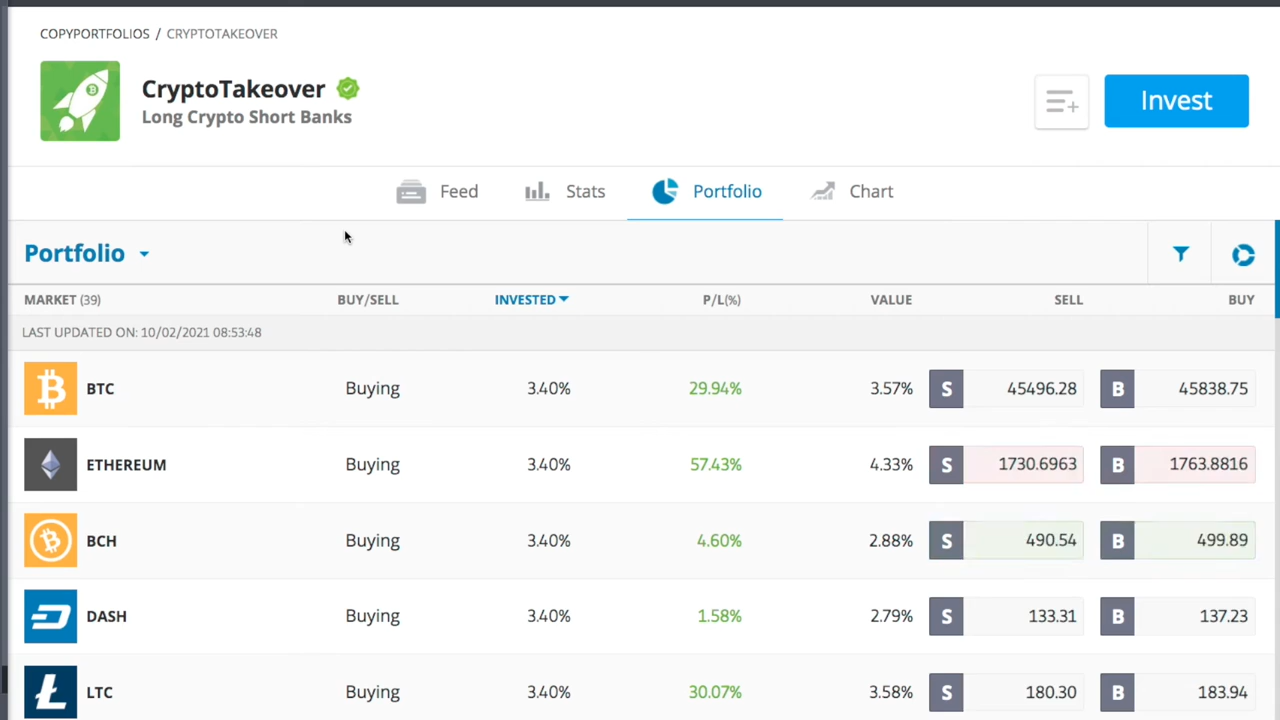 COPYPORTFOLIOS / CRYPTOTAKEOVER
CryptoTakeover
Long Crypto Short Banks
Invest
Feed Stats Portfolio Chart
Portfolio
MARKET (39) BUY/SELL INVESTED P/L(%) VALUE SELL BUY
LAST UPDATED ON: 10/02/2021 08:53:48
BTC Buying 3.40% 29.94% 3.57% S 45496.28 B 45838.75
ETHEREUM Buying 3.40% 57.43% 4.33% S 1730.6963 B 1763.8816
BCH Buying 3.40% 4.60% 2.88% S 490.54 B 499.89
DASH Buying 3.40% 1.58% 2.79% S 133.31 B 137.23
LTC Buying 3.40% 30.07% 3.58% S 180.30 B 183.94